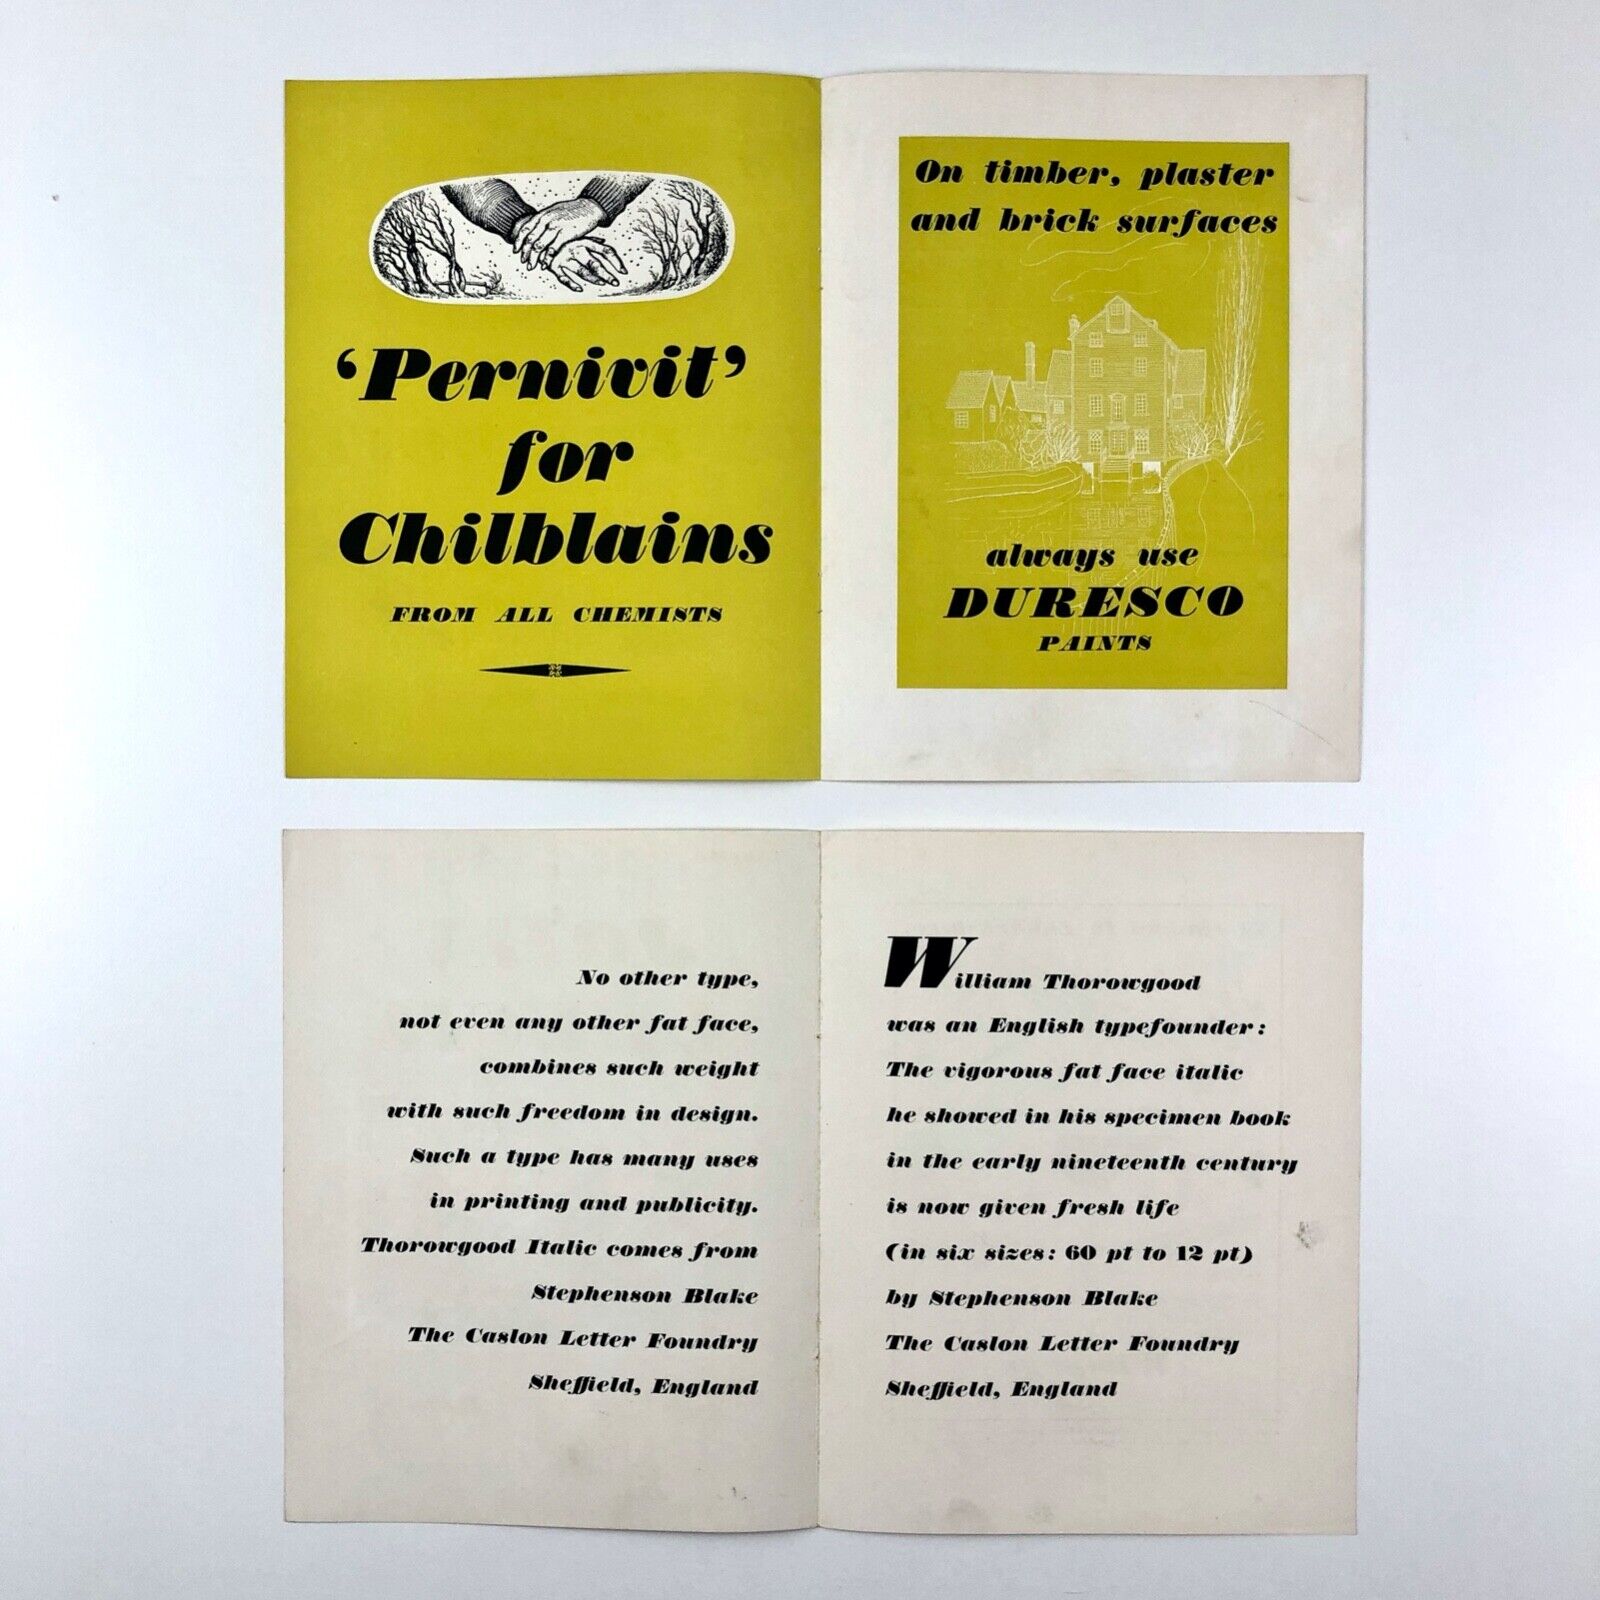 ‘Pernivit’
for
Chilblains
FROM ALL CHEMISTS
On timber, plaster
and brick surfaces
always use
DURESCO
PAINTS
No other type,
not even any other fat face,
combines such weight
with such freedom in design.
Such a type has many uses
in printing and publicity.
Thorowgood Italic comes from
Stephenson Blake
The Caslon Letter Foundry
Sheffield, England
William Thorowgood
was an English typefounder:
The vigorous fat face italic
he showed in his specimen book
in the early nineteenth century
is now given fresh life
(in six sizes: 60 pt to 12 pt)
by Stephenson Blake
The Caslon Letter Foundry
Sheffield, England